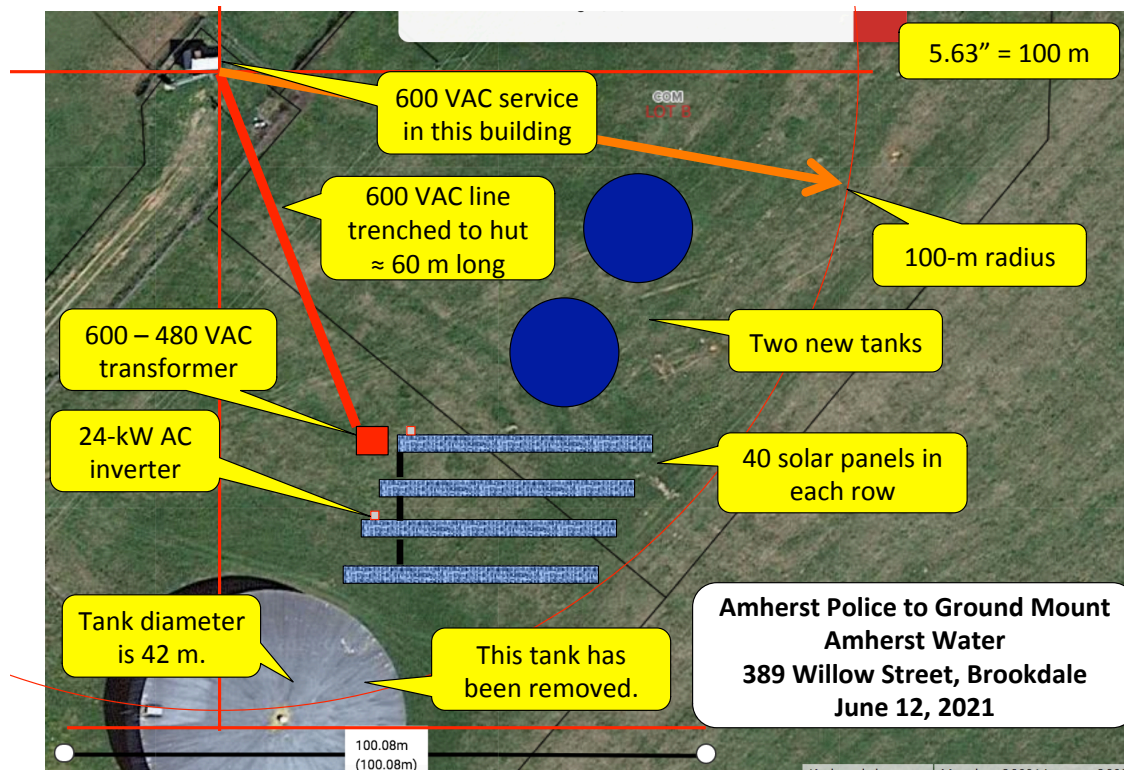 5.63” = 100 m
600 VAC service
in this building
COM
LOT B
600 VAC line
trenched to hut
≈ 60 m long
100-m radius
600 – 480 VAC
transformer
Two new tanks
24-kW AC
inverter
40 solar panels in
each row
Tank diameter
is 42 m.
This tank has
been removed.
Amherst Police to Ground Mount
Amherst Water
389 Willow Street, Brookdale
June 12, 2021
100.08m
(100.08m)